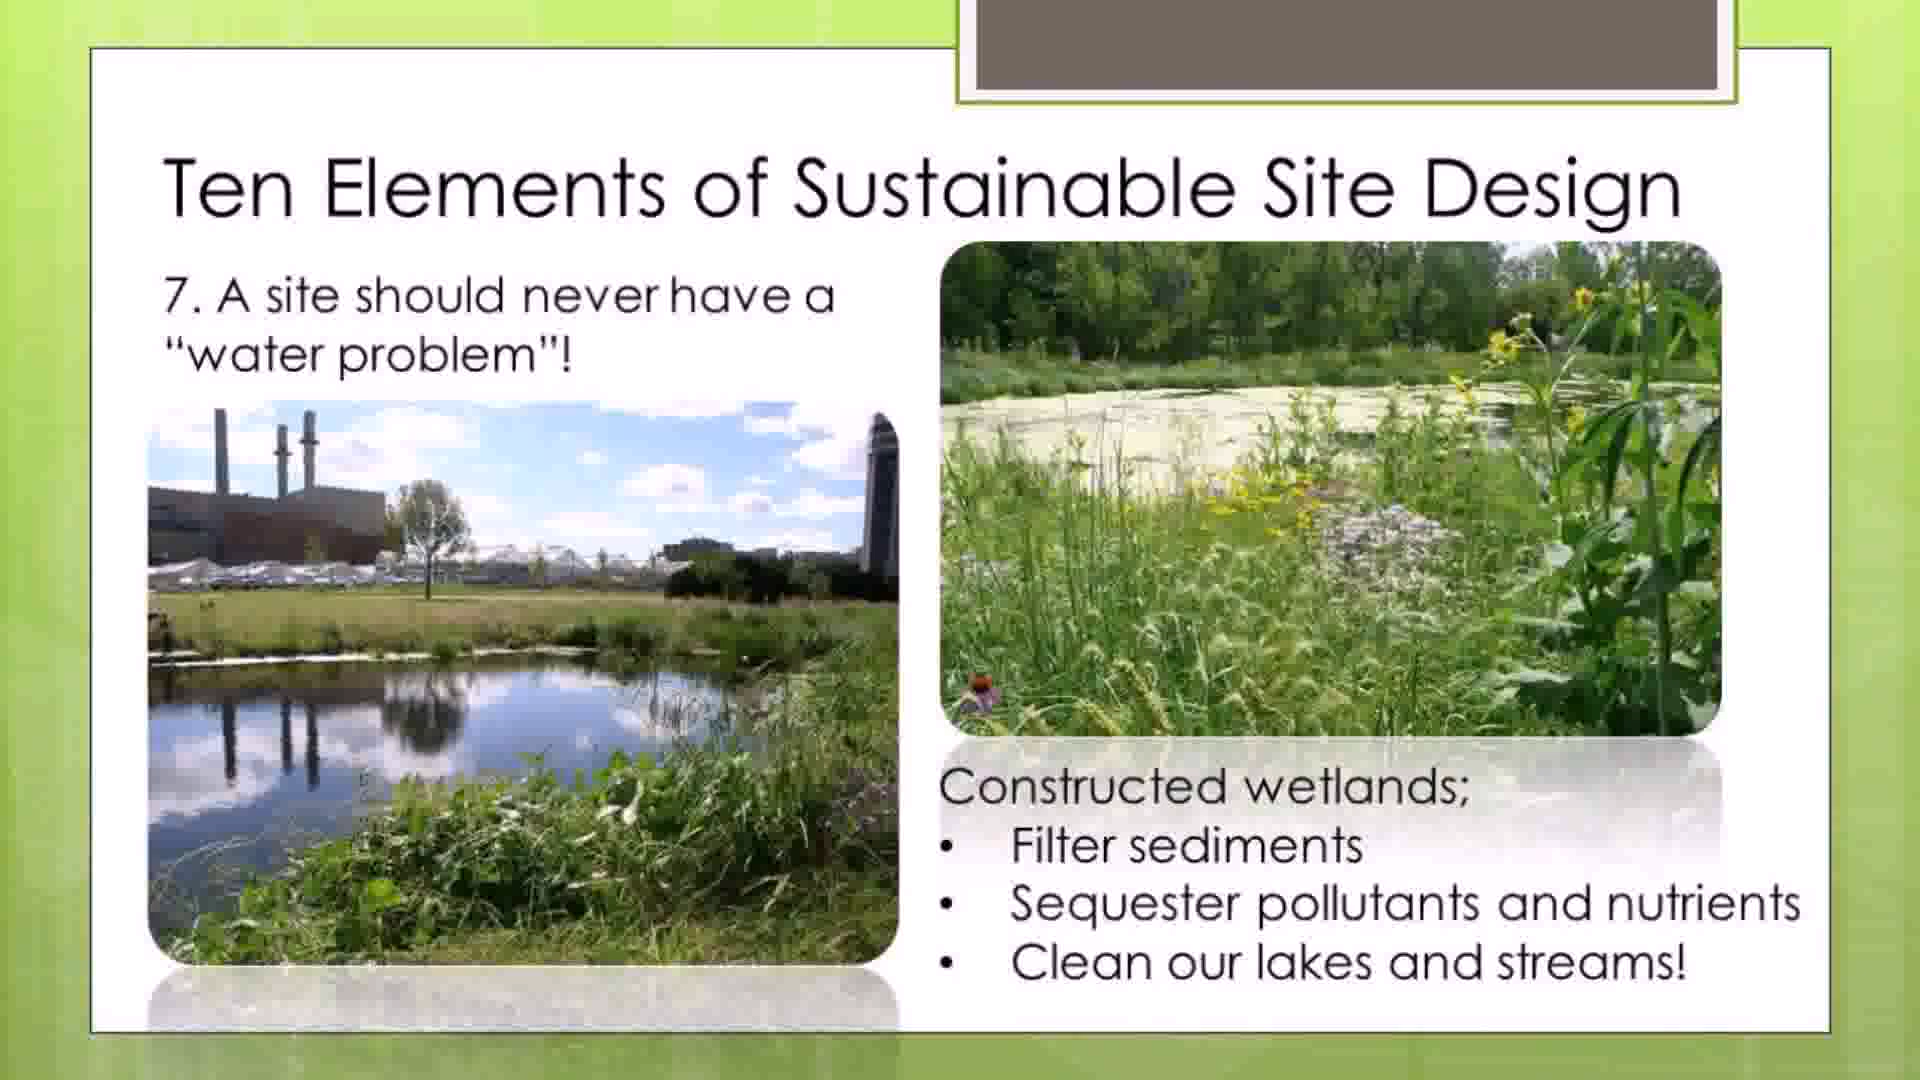 Ten Elements of Sustainable Site Design
7. A site should never have a
“water problem”!
Constructed wetlands;
• Filter sediments
• Sequester pollutants and nutrients
• Clean our lakes and streams!